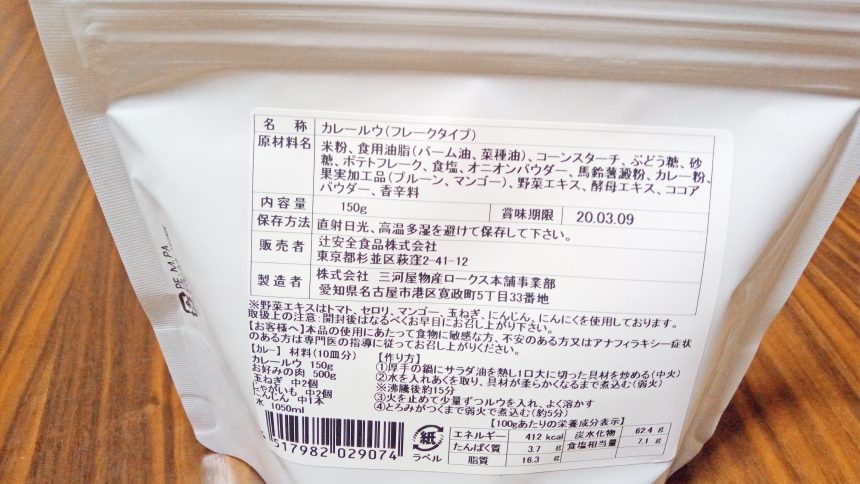 名 称 カレールウ(フレークタイプ)
原材料名 米粉、食用油脂(パーム油、菜種油)、コーンスターチ、ぶどう糖、砂
糖、ポテトフレーク、食塩、オニオンパウダー、馬鈴薯澱粉、カレー粉、
果実加工品(プルーン、マンゴー)、野菜エキス、酵母エキス、ココア
パウダー、香辛料
内容量 150g 賞味期限 20.03.09
保存方法 直射日光、高温多湿を避けて保存して下さい。
販売者 辻安全食品株式会社
東京都杉並区萩窪2-41-12
製造者 株式会社 三河屋物産ロークス本舗事業部
愛知県名古屋市港区寛政町5丁目33番地
※野菜エキスはトマト、セロリ、マンゴー、玉ねぎ、にんじん、にんにくを使用しております。
取扱上の注意:開封後はなるべくお早目にお召し上がり下さい。
【お客様へ】本品の使用にあたって食物に敏感な方、不安のある方又はアナフィラキシー症状
のある方は専門医の指導に従ってお召し上がりください。
【カレー】 材料(10皿分)
カレールウ 150g
お好みの肉 500g
玉ねぎ 中2個
じゃがいも 中2個
にんじん 中1本
水 1050ml
【作り方】
①厚手の鍋にサラダ油を熱し1口大に切った具材を炒める(中火)
②水を入れあくを取り、具材が柔らかくなるまで煮込む(弱火)
※沸騰後約15分
③火を止めて少量ずつルウを入れ、よく溶かす
④とろみがつくまで弱火で煮込む(約5分)
【100gあたりの栄養成分表示】
エネルギー 412 kcal 炭水化物 62.4 g
たんぱく質 3.7 g 食塩相当量 7.1 g
脂質 16.3 g
紙
ラベル
517982 029074
PE,M,PA